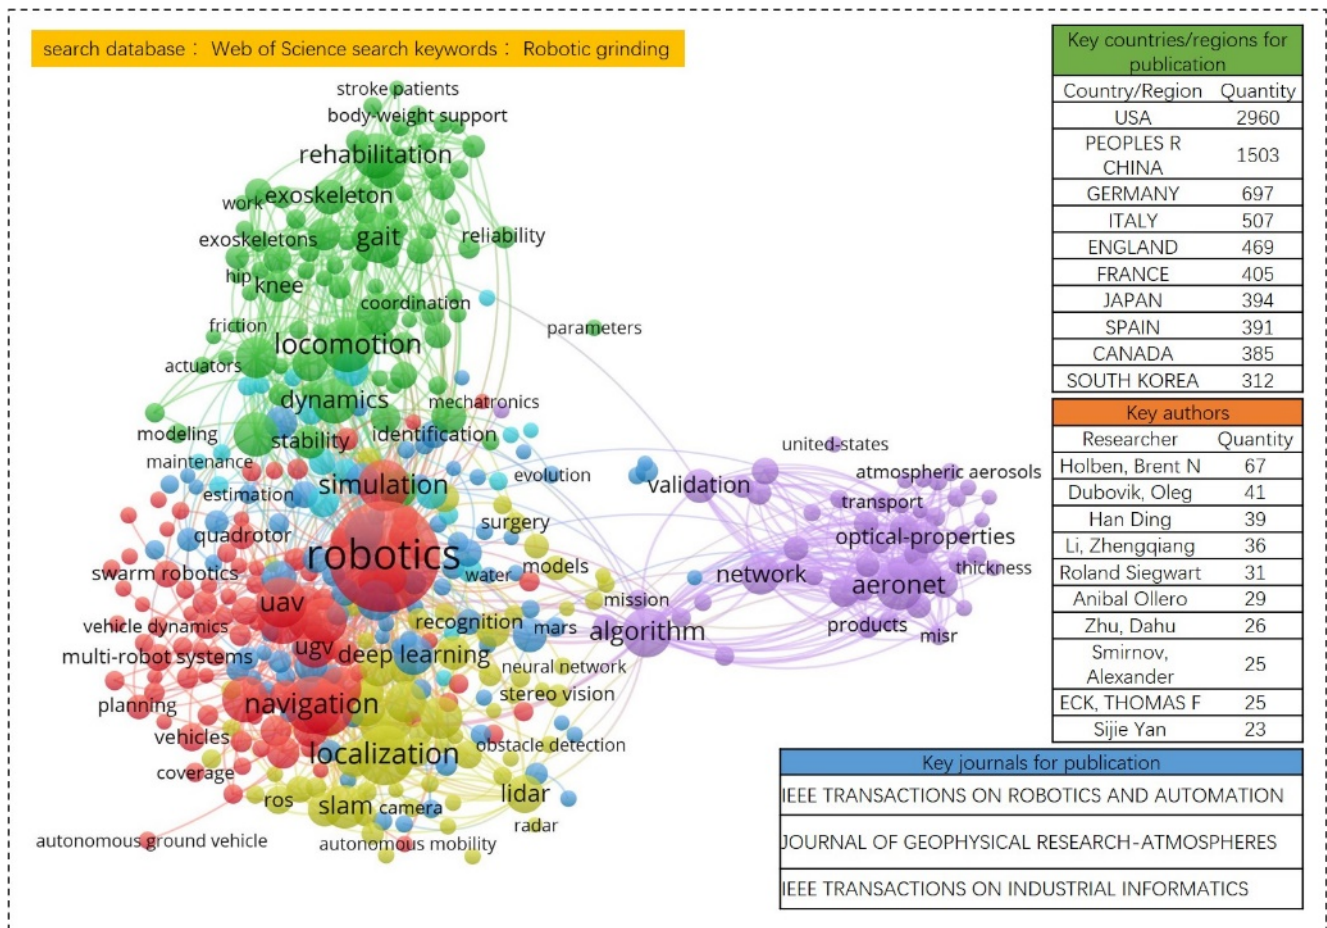 search database： Web of Science search keywords： Robotic grinding
stroke patients
body-weight support
rehabilitation
exoskeleton
work
exoskeletons
gait
reliability
hip
knee
coordination
friction
parameters
locomotion
actuators
dynamics
mechatronics
modeling
stability
identification
maintenance
simulation
evolution
estimation
quadrotor
surgery
robotics
swarm robotics
water
models
uav
mission
vehicle dynamics
recognition
mars
ugv
multi-robot systems
deep learning
neural network
navigation
stereo vision
planning
vehicles
localization
obstacle detection
coverage
ros
slam
camera
lidar
radar
autonomous ground vehicle
autonomous mobility
united-states
validation
atmospheric aerosols
transport
optical-properties
network
thickness
aeronet
algorithm
products
misr
Key countries/regions for
publication
Country/Region Quantity
USA 2960
PEOPLES R
CHINA 1503
GERMANY 697
ITALY 507
ENGLAND 469
FRANCE 405
JAPAN 394
SPAIN 391
CANADA 385
SOUTH KOREA 312
Key authors
Researcher Quantity
Holben, Brent N 67
Dubovik, Oleg 41
Han Ding 39
Li, Zhengqiang 36
Roland Siegwart 31
Anibal Ollero 29
Zhu, Dahu 26
Smirnov,
Alexander 25
ECK, THOMAS F 25
Sijie Yan 23
Key journals for publication
IEEE TRANSACTIONS ON ROBOTICS AND AUTOMATION
JOURNAL OF GEOPHYSICAL RESEARCH-ATMOSPHERES
IEEE TRANSACTIONS ON INDUSTRIAL INFORMATICS